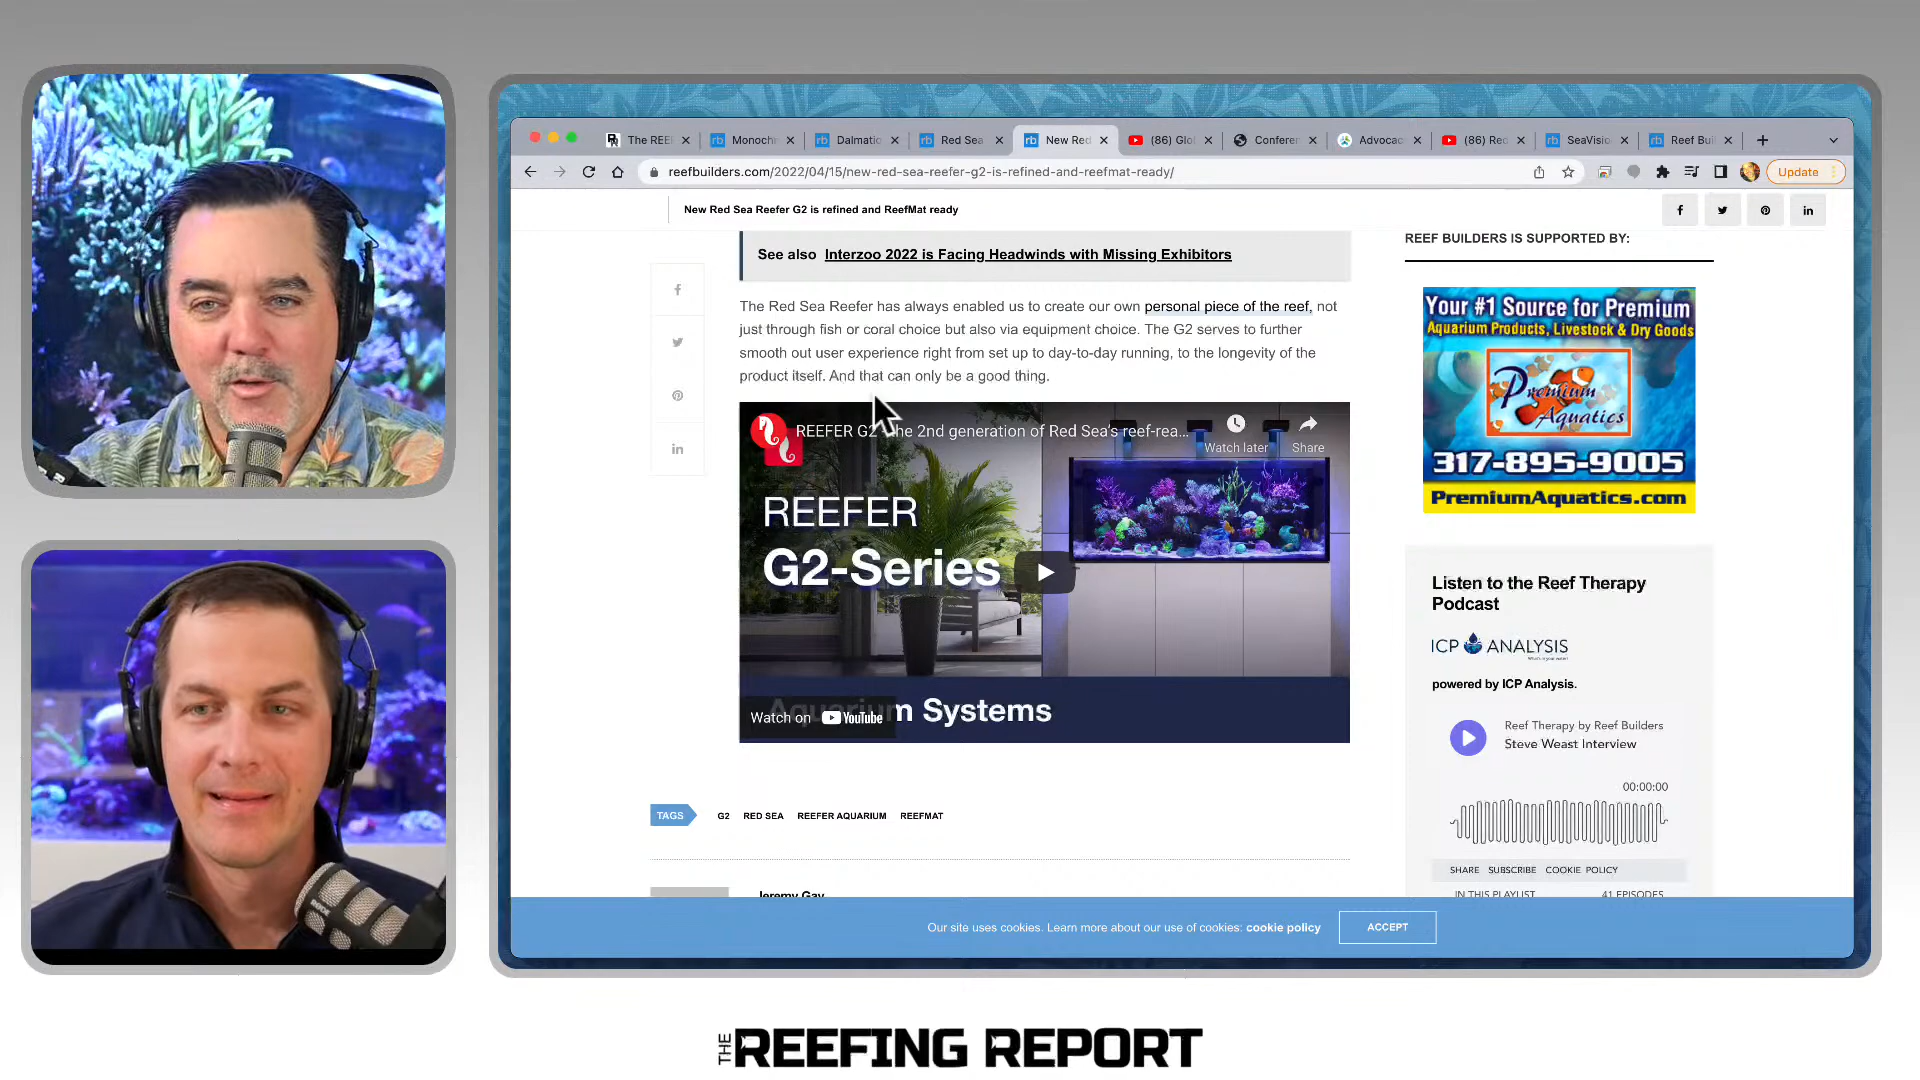 The REE
Monoch
Dalmatio
Red Sea
New Red
(86) Glo
Conferen
Advocac
(86) Red
SeaVisio
Reef Buil
reefbuilders.com/2022/04/15/new-red-sea-reefer-g2-is-refined-and-reefmat-ready/
Update
New Red Sea Reefer G2 is refined and ReefMat ready
See also Interzoo 2022 is Facing Headwinds with Missing Exhibitors
The Red Sea Reefer has always enabled us to create our own personal piece of the reef, not
just through fish or coral choice but also via equipment choice. The G2 serves to further
smooth out user experience right from set up to day-to-day running, to the longevity of the
product itself. And that can only be a good thing.
REEFER G2 The 2nd generation of Red Sea's reef-rea...
Watch later
Share
REEFER
G2-Series
Aquarium Systems
Watch on YouTube
TAGS
G2 RED SEA REEFER AQUARIUM REEFMAT
Jeremy Gay
REEF BUILDERS IS SUPPORTED BY:
Your #1 Source for Premium
Aquarium Products, Livestock & Dry Goods
Premium
Aquatics
317-895-9005
PremiumAquatics.com
Listen to the Reef Therapy
Podcast
ICP ANALYSIS
powered by ICP Analysis.
Reef Therapy by Reef Builders
Steve Weast Interview
00:00:00
SHARE SUBSCRIBE COOKIE POLICY
IN THIS PLAYLIST 41 EPISODES
Our site uses cookies. Learn more about our use of cookies: cookie policy
ACCEPT
THE REEFING REPORT